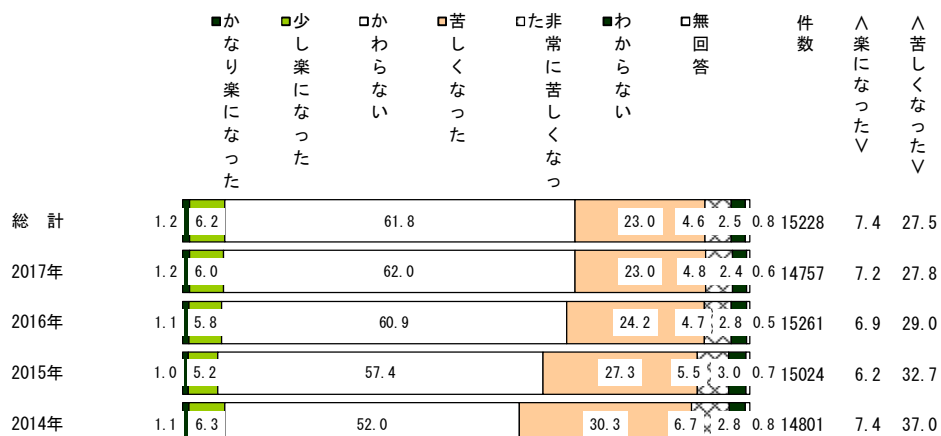 ■かなり楽になった
■少し楽になった
□かわらない
■苦しくなった
□非常に苦しくなった
■わからない
□無回答
件数
＜楽になった＞
＜苦しくなった＞
総 計 1.2 6.2 61.8 23.0 4.6 2.5 0.8 15228 7.4 27.5
2017年 1.2 6.0 62.0 23.0 4.8 2.4 0.6 14757 7.2 27.8
2016年 1.1 5.8 60.9 24.2 4.7 2.8 0.5 15261 6.9 29.0
2015年 1.0 5.2 57.4 27.3 5.5 3.0 0.7 15024 6.2 32.7
2014年 1.1 6.3 52.0 30.3 6.7 2.8 0.8 14801 7.4 37.0